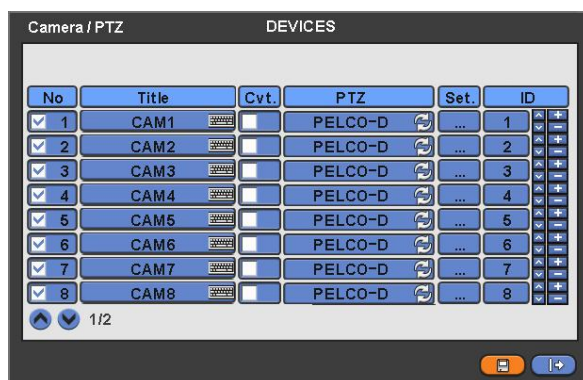 Camera / PTZ DEVICES
No Title Cvt. PTZ Set. ID
1 CAM1 PELCO-D ... 1
2 CAM2 PELCO-D ... 2
3 CAM3 PELCO-D ... 3
4 CAM4 PELCO-D ... 4
5 CAM5 PELCO-D ... 5
6 CAM6 PELCO-D ... 6
7 CAM7 PELCO-D ... 7
8 CAM8 PELCO-D ... 8
1/2